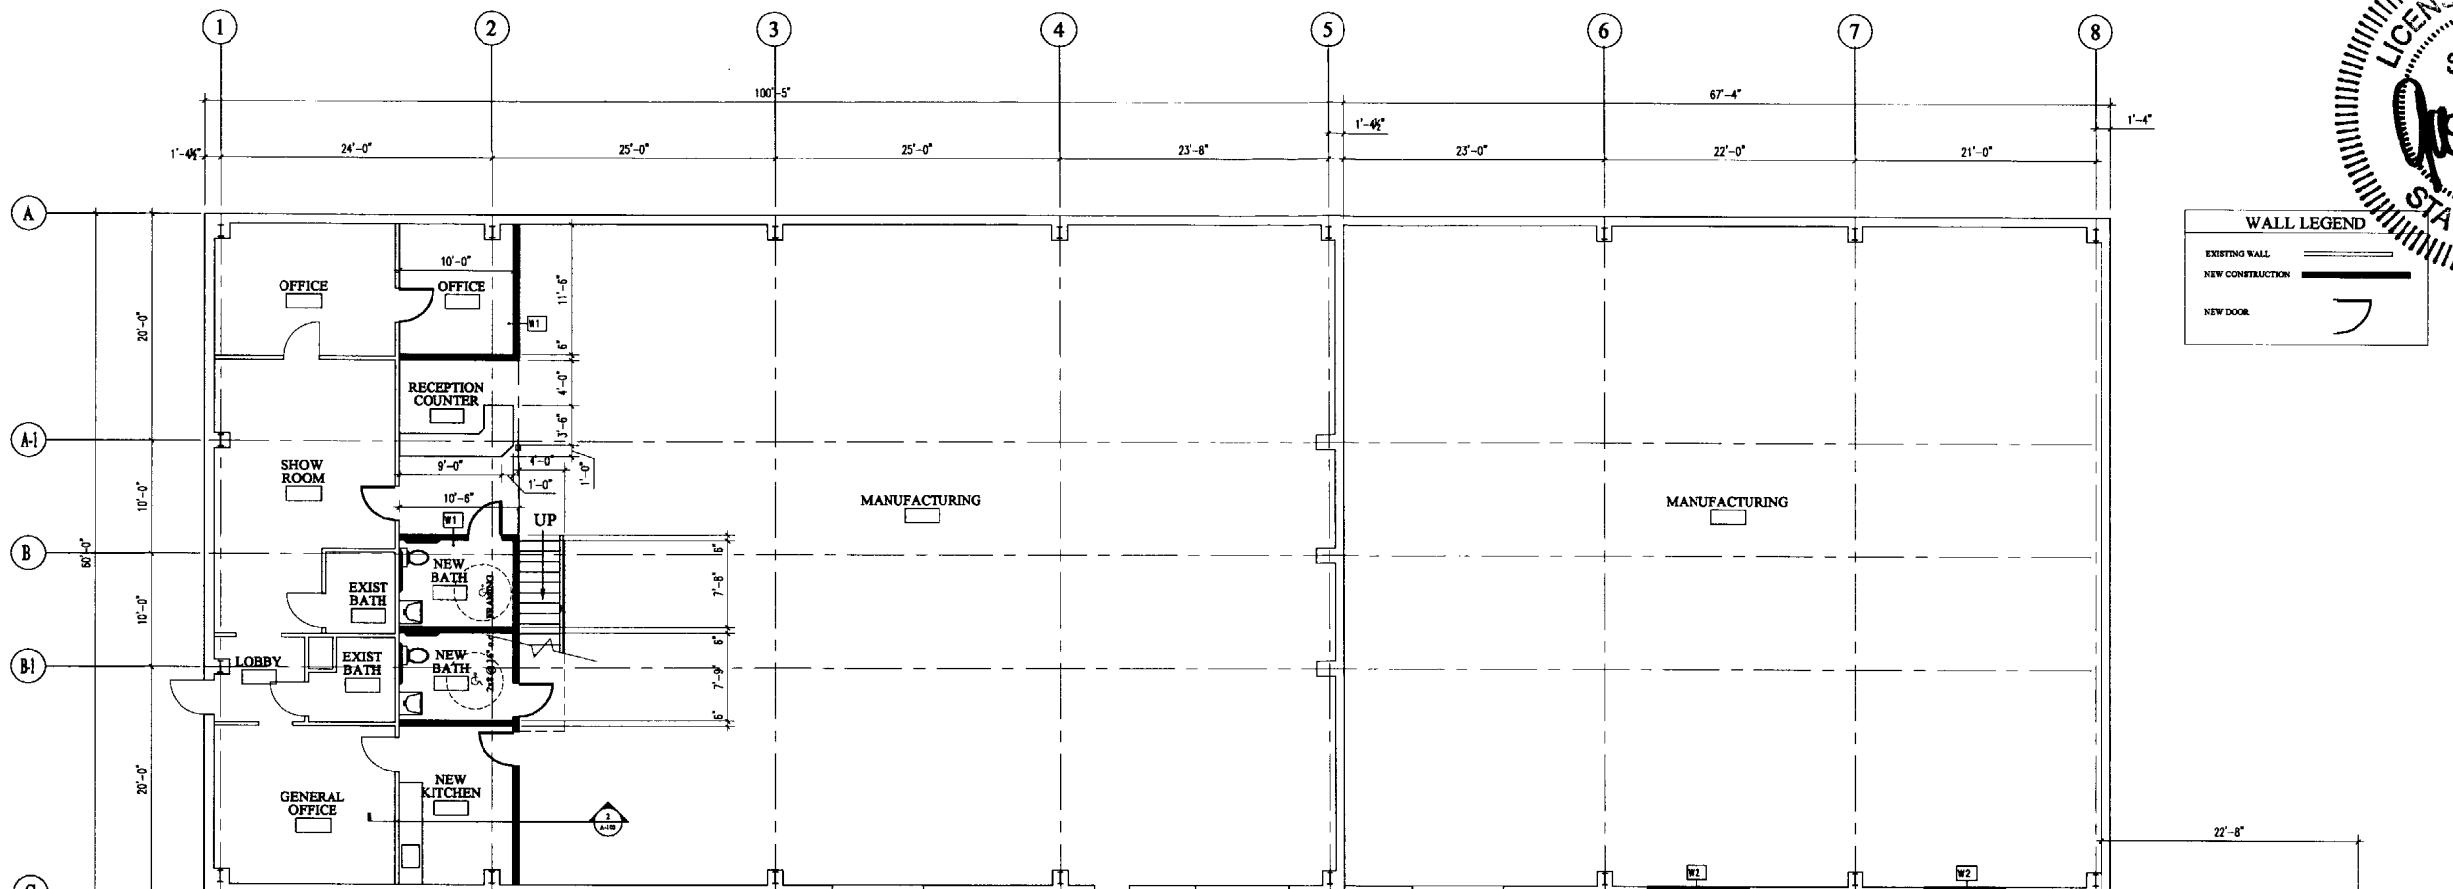 1
2
3
4
5
6
7
8
100'-5"
67'-4"
1'-4½"
1'-4"
1'-4½"
24'-0"
25'-0"
25'-0"
23'-8"
23'-0"
22'-0"
21'-0"
LICEN
STA
A
WALL LEGEND
EXISTING WALL
NEW CONSTRUCTION
NEW DOOR
10'-0"
OFFICE
OFFICE
11'-6"
W1
20'-0"
6"
RECEPTION
COUNTER
4'-0"
3'-6"
A-1
SHOW
ROOM
9'-0"
4'-0"
1'-0"
1'-0"
10'-0"
10'-6"
W1
UP
MANUFACTURING
MANUFACTURING
B
60'-0"
6"
NEW
BATH
EXIST
BATH
5'
FRAMING
7'-8"
10'-0"
6"
LOBBY
EXIST
BATH
NEW
BATH
5'
7'-9"
B-1
6"
20'-0"
NEW
KITCHEN
GENERAL
OFFICE
2
A-100
22'-8"
W2
W2
C